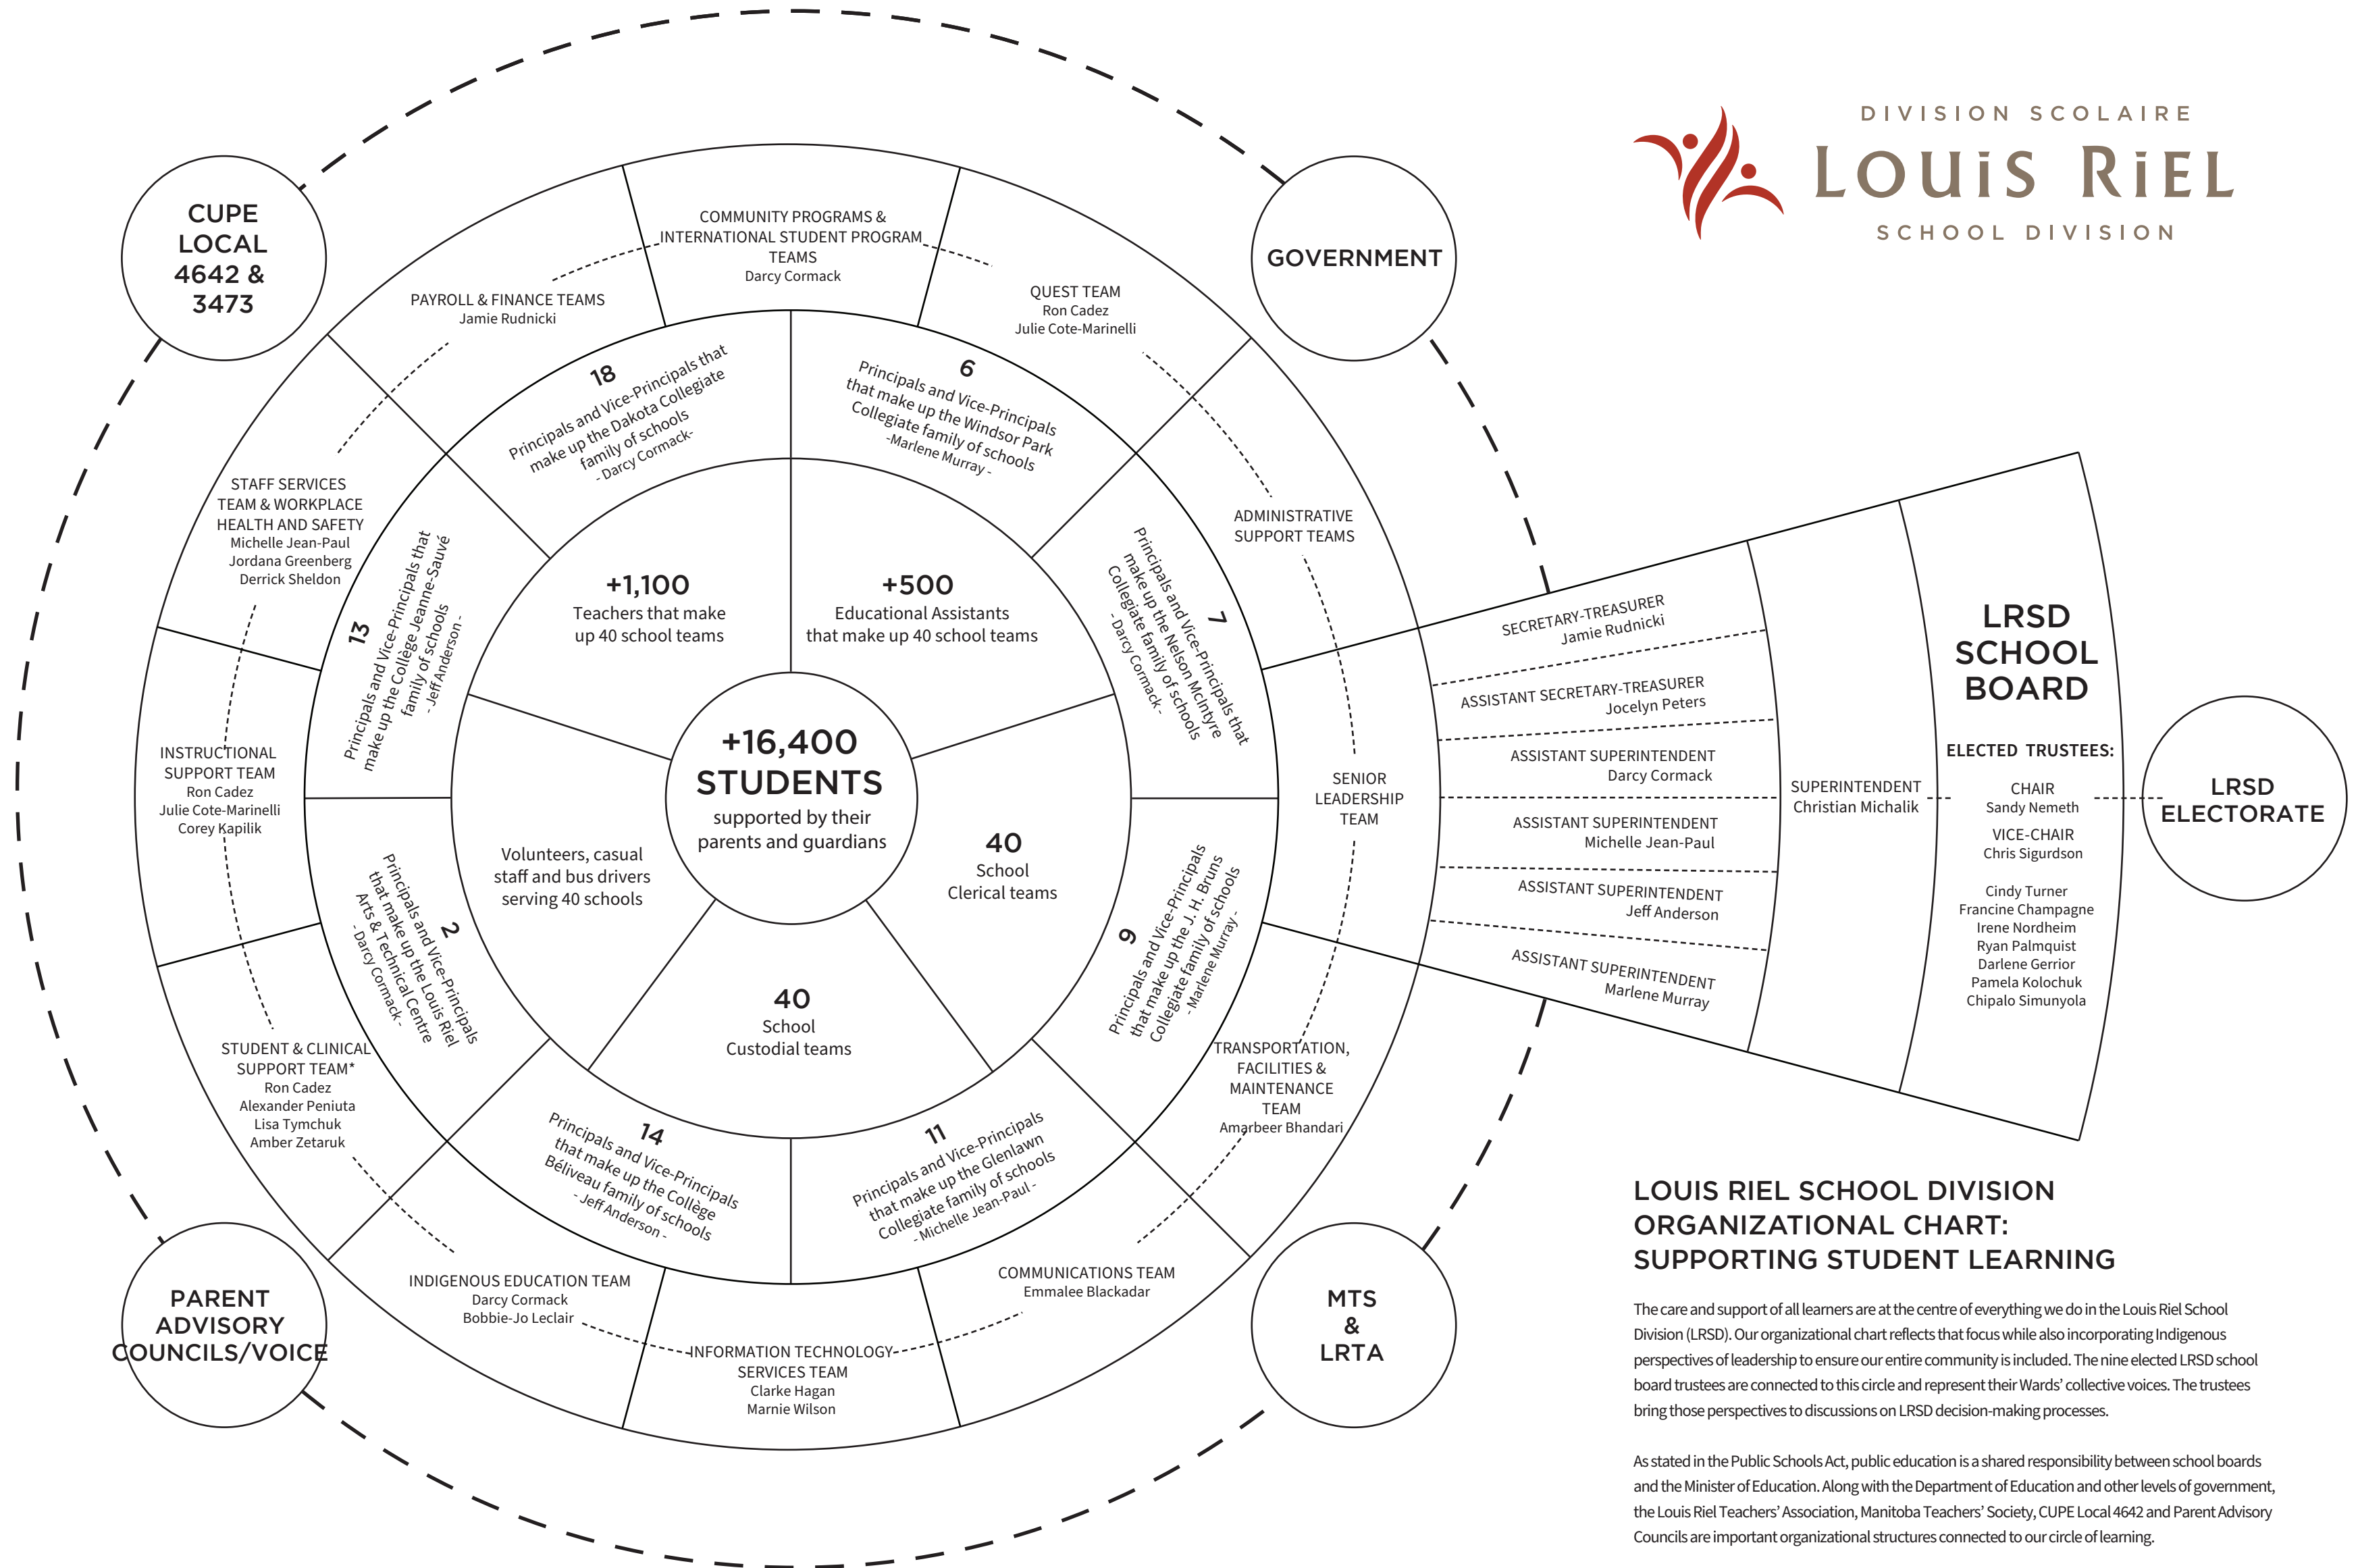 DIVISION SCOLAIRE
LOUiS RiEL
SCHOOL DIVISION
CUPE
LOCAL
4642 &
3473
GOVERNMENT
COMMUNITY PROGRAMS &
INTERNATIONAL STUDENT PROGRAM
TEAMS
Darcy Cormack
PAYROLL & FINANCE TEAMS
Jamie Rudnicki
QUEST TEAM
Ron Cadez
Julie Cote-Marinelli
STAFF SERVICES
TEAM & WORKPLACE
HEALTH AND SAFETY
Michelle Jean-Paul
Jordana Greenberg
Derrick Sheldon
ADMINISTRATIVE
SUPPORT TEAMS
INSTRUCTIONAL
SUPPORT TEAM
Ron Cadez
Julie Cote-Marinelli
Corey Kapilik
SENIOR
LEADERSHIP
TEAM
STUDENT & CLINICAL
SUPPORT TEAM*
Ron Cadez
Alexander Peniuta
Lisa Tymchuk
Amber Zetaruk
TRANSPORTATION,
FACILITIES &
MAINTENANCE
TEAM
Amarbeer Bhandari
INDIGENOUS EDUCATION TEAM
Darcy Cormack
Bobbie-Jo Leclair
INFORMATION TECHNOLOGY
SERVICES TEAM
Clarke Hagan
Marnie Wilson
COMMUNICATIONS TEAM
Emmalee Blackadar
18
Principals and Vice-Principals that
make up the Dakota Collegiate
family of schools
- Darcy Cormack-
6
Principals and Vice-Principals
that make up the Windsor Park
Collegiate family of schools
-Marlene Murray -
13
Principals and Vice-Principals that
make up the Collège Jeanne-Sauvé
family of schools
- Jeff Anderson -
7
Principals and Vice-Principals that
make up the Nelson McIntyre
Collegiate family of schools
- Darcy Cormack -
2
Principals and Vice-Principals
that make up the Louis Riel
Arts & Technical Centre
- Darcy Cormack -
9
Principals and Vice-Principals
that make up the J. H. Bruns
Collegiate family of schools
- Marlene Murray -
14
Principals and Vice-Principals
that make up the Collège
Béliveau family of schools
- Jeff Anderson -
11
Principals and Vice-Principals
that make up the Glenlawn
Collegiate family of schools
- Michelle Jean-Paul -
+1,100
Teachers that make
up 40 school teams
+500
Educational Assistants
that make up 40 school teams
+16,400
STUDENTS
supported by their
parents and guardians
Volunteers, casual
staff and bus drivers
serving 40 schools
40
School
Clerical teams
40
School
Custodial teams
SECRETARY-TREASURER
Jamie Rudnicki
ASSISTANT SECRETARY-TREASURER
Jocelyn Peters
ASSISTANT SUPERINTENDENT
Darcy Cormack
ASSISTANT SUPERINTENDENT
Michelle Jean-Paul
ASSISTANT SUPERINTENDENT
Jeff Anderson
ASSISTANT SUPERINTENDENT
Marlene Murray
SUPERINTENDENT
Christian Michalik
LRSD
SCHOOL
BOARD
ELECTED TRUSTEES:
CHAIR
Sandy Nemeth
VICE-CHAIR
Chris Sigurdson
Cindy Turner
Francine Champagne
Irene Nordheim
Ryan Palmquist
Darlene Gerrior
Pamela Kolochuk
Chipalo Simunyola
LRSD
ELECTORATE
PARENT
ADVISORY
COUNCILS/VOICE
MTS
&
LRTA
LOUIS RIEL SCHOOL DIVISION
ORGANIZATIONAL CHART:
SUPPORTING STUDENT LEARNING
The care and support of all learners are at the centre of everything we do in the Louis Riel School
Division (LRSD). Our organizational chart reflects that focus while also incorporating Indigenous
perspectives of leadership to ensure our entire community is included. The nine elected LRSD school
board trustees are connected to this circle and represent their Wards’ collective voices. The trustees
bring those perspectives to discussions on LRSD decision-making processes.
As stated in the Public Schools Act, public education is a shared responsibility between school boards
and the Minister of Education. Along with the Department of Education and other levels of government,
the Louis Riel Teachers’ Association, Manitoba Teachers’ Society, CUPE Local 4642 and Parent Advisory
Councils are important organizational structures connected to our circle of learning.